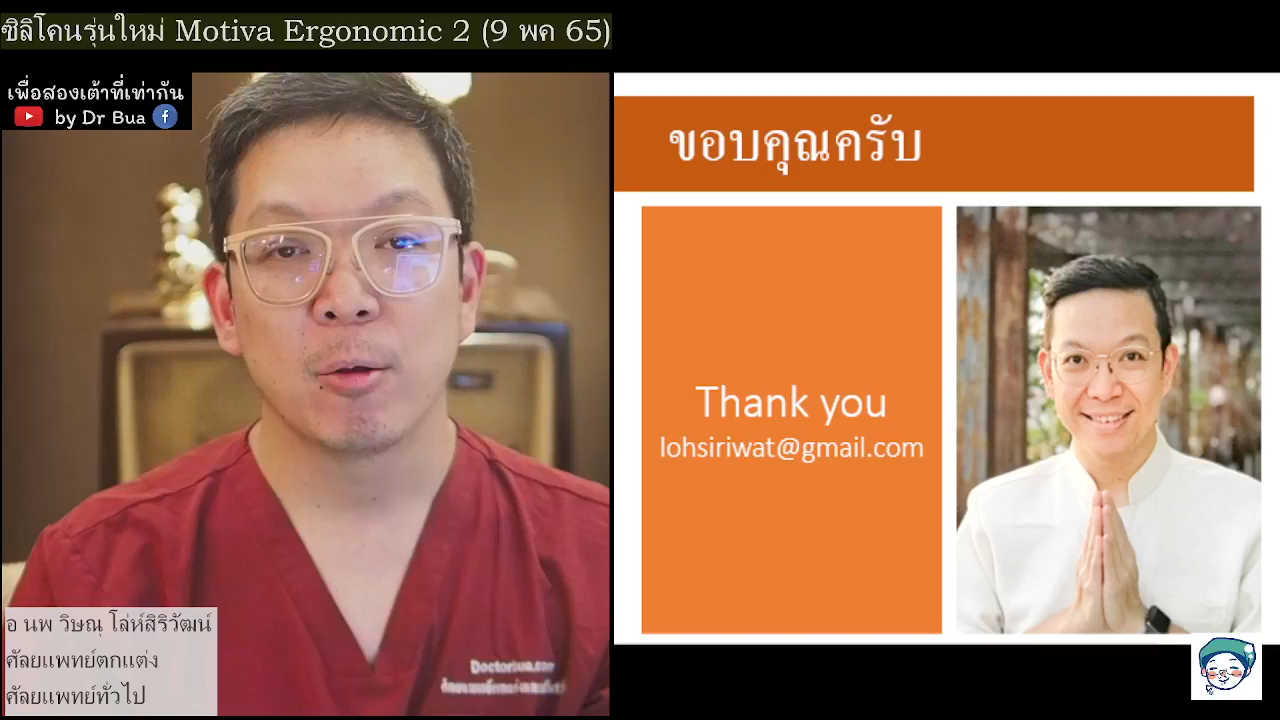 ซิลิโคนรุ่นใหม่ Motiva Ergonomic 2 (9 พค 65)
เพื่อสองเต้าที่เท่ากัน
by Dr Bua
ขอบคุณครับ
Thank you
lohsiriwat@gmail.com
อ นพ วิษณุ โล่ห์สิริวัฒน์
ศัลยแพทย์ตกแต่ง
ศัลยแพทย์ทั่วไป
Doctorbua.com